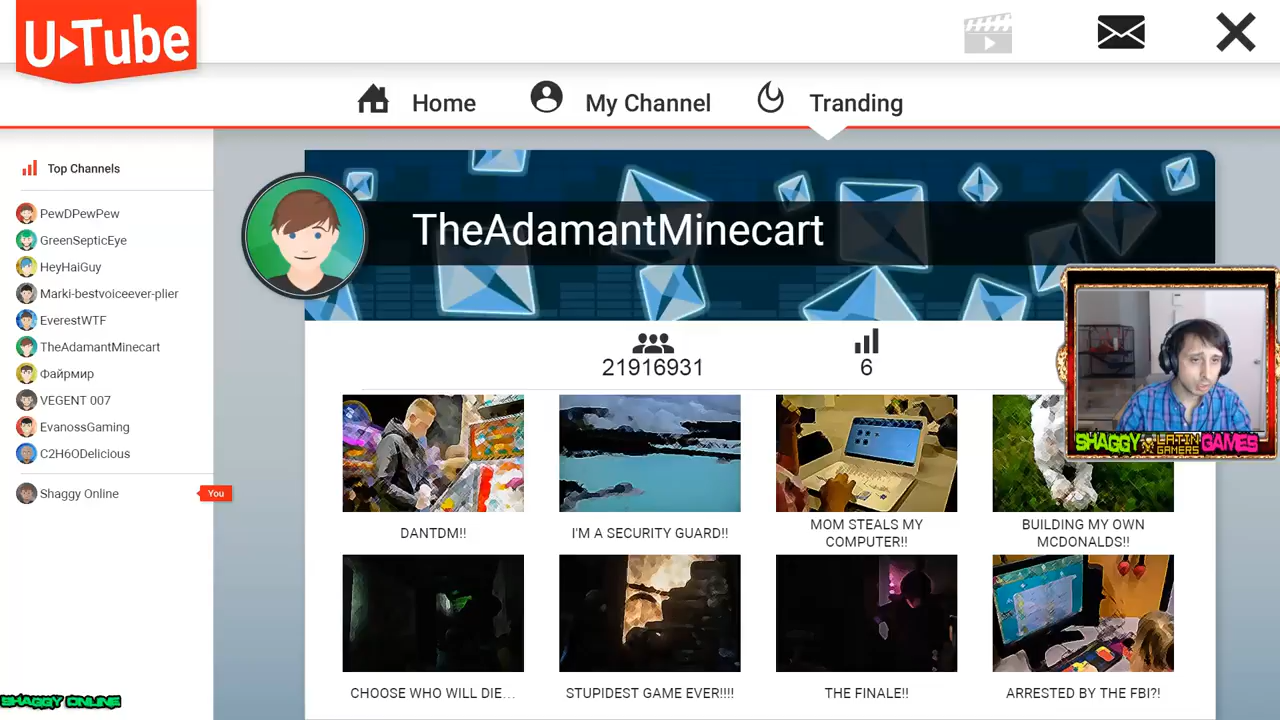 U Tube
Home
My Channel
Tranding
Top Channels
PewDPewPew
GreenSepticEye
HeyHaiGuy
Marki-bestvoiceever-plier
EverestWTF
TheAdamantMinecart
Файрмир
VEGENT 007
EvanossGaming
C2H6ODelicious
Shaggy Online
You
TheAdamantMinecart
21916931
6
DANTDM!!
I'M A SECURITY GUARD!!
MOM STEALS MY
COMPUTER!!
BUILDING MY OWN
MCDONALDS!!
CHOOSE WHO WILL DIE...
STUPIDEST GAME EVER!!!!
THE FINALE!!
ARRESTED BY THE FBI?!
SHAGGY LATIN GAMERS GAMES
SHAGGY ONLINE